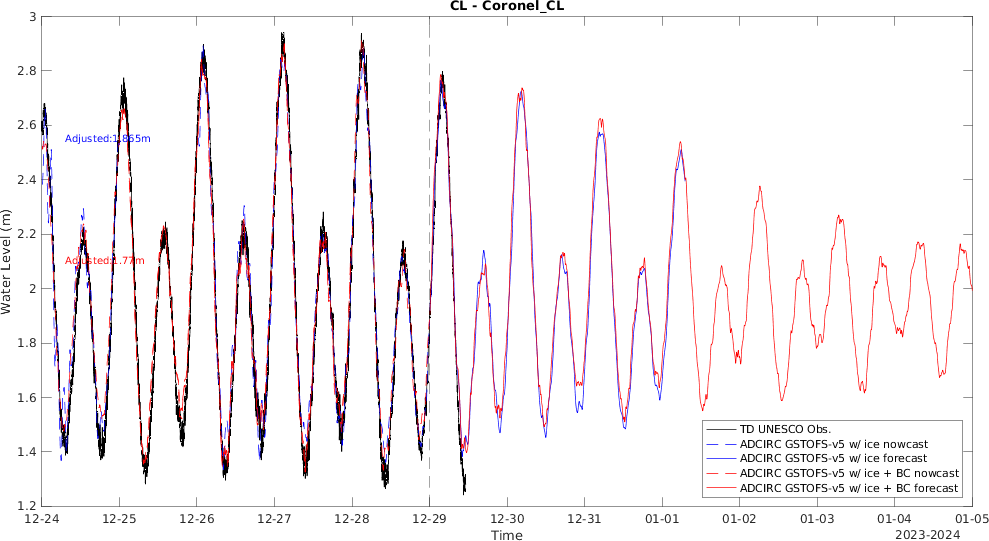 CL - Coronel_CL
3
2.8
2.6
2.4
2.2
2
1.8
1.6
1.4
1.2
Water Level (m)
Adjusted:1.865m
Adjusted:1.77m
TD UNESCO Obs.
ADCIRC GSTOFS-v5 w/ ice nowcast
ADCIRC GSTOFS-v5 w/ ice forecast
ADCIRC GSTOFS-v5 w/ ice + BC nowcast
ADCIRC GSTOFS-v5 w/ ice + BC forecast
12-24 12-25 12-26 12-27 12-28 12-29 12-30 12-31 01-01 01-02 01-03 01-04 01-05
Time
2023-2024